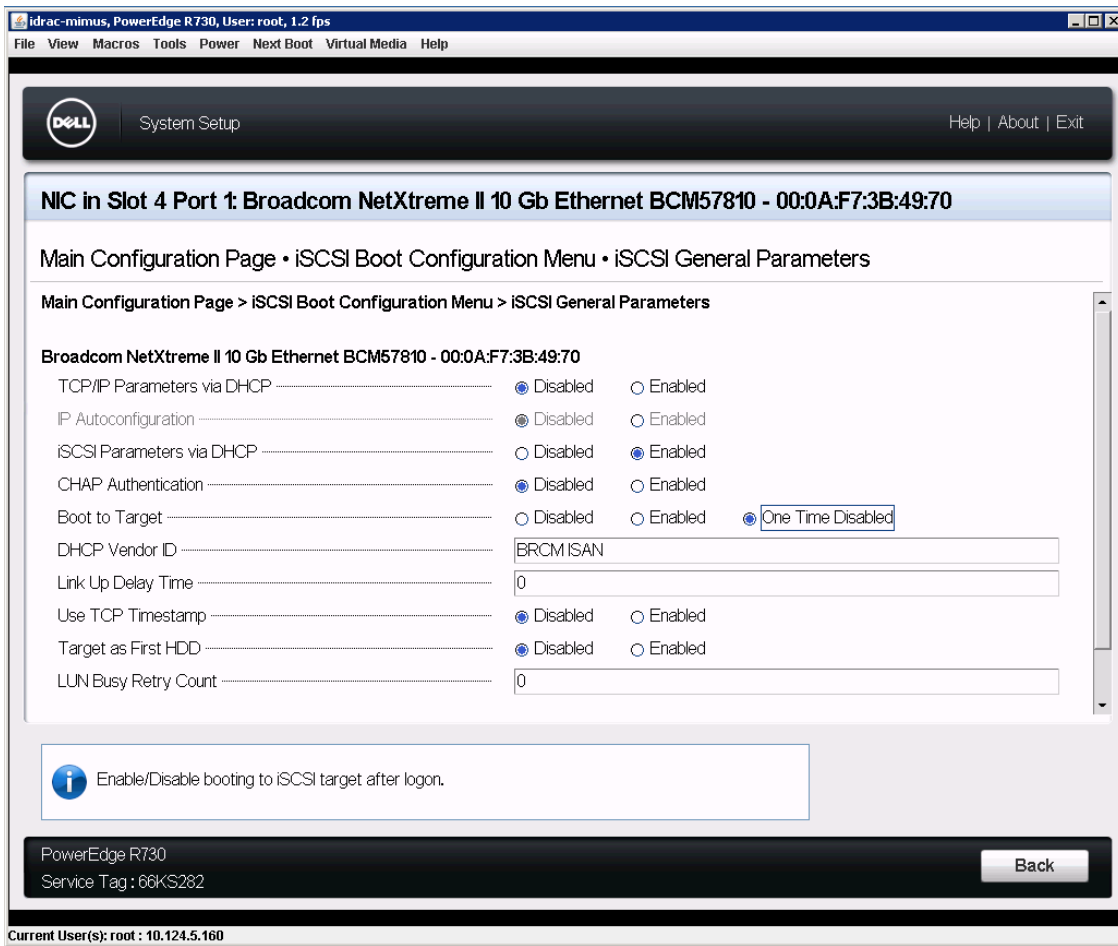 idrac-mimus, PowerEdge R730, User: root, 1.2 fps
File View Macros Tools Power Next Boot Virtual Media Help
DELL System Setup Help | About | Exit
NIC in Slot 4 Port 1: Broadcom NetXtreme II 10 Gb Ethernet BCM57810 - 00:0A:F7:3B:49:70
Main Configuration Page • iSCSI Boot Configuration Menu • iSCSI General Parameters
Main Configuration Page > iSCSI Boot Configuration Menu > iSCSI General Parameters
Broadcom NetXtreme II 10 Gb Ethernet BCM57810 - 00:0A:F7:3B:49:70
TCP/IP Parameters via DHCP Disabled Enabled
IP Autoconfiguration Disabled Enabled
iSCSI Parameters via DHCP Disabled Enabled
CHAP Authentication Disabled Enabled
Boot to Target Disabled Enabled One Time Disabled
DHCP Vendor ID BRCM ISAN
Link Up Delay Time 0
Use TCP Timestamp Disabled Enabled
Target as First HDD Disabled Enabled
LUN Busy Retry Count 0
Enable/Disable booting to iSCSI target after logon.
PowerEdge R730
Service Tag : 66KS282
Back
Current User(s): root : 10.124.5.160